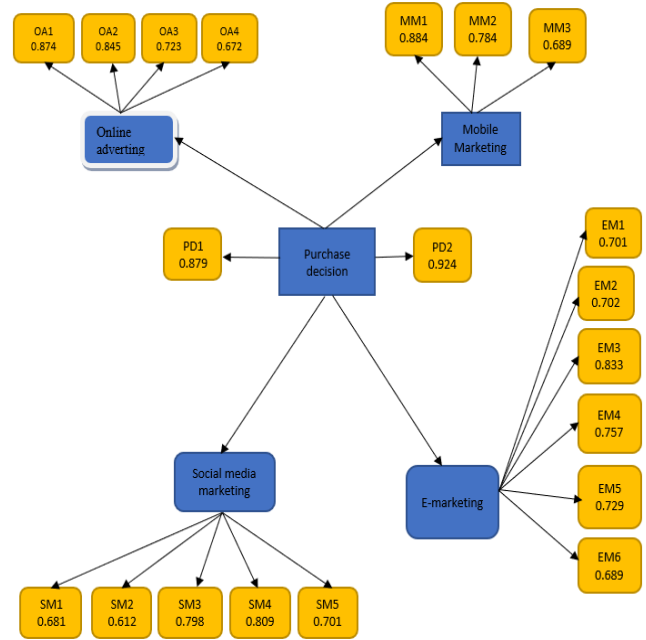 OA1
0.874
OA2
0.845
OA3
0.723
OA4
0.672
MM1
0.884
MM2
0.784
MM3
0.689
Online
adverting
Mobile
Marketing
PD1
0.879
Purchase
decision
PD2
0.924
EM1
0.701
EM2
0.702
EM3
0.833
EM4
0.757
EM5
0.729
EM6
0.689
Social media
marketing
E-marketing
SM1
0.681
SM2
0.612
SM3
0.798
SM4
0.809
SM5
0.701